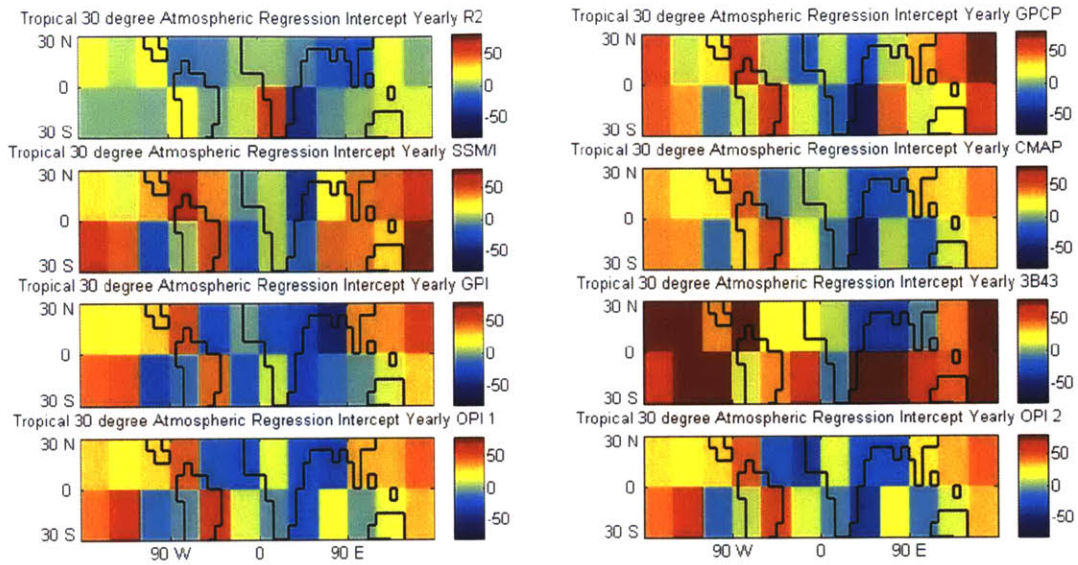 Tropical 30 degree Atmospheric Regression Intercept Yearly R2
30 N
0
30 S
50
0
-50
Tropical 30 degree Atmospheric Regression Intercept Yearly GPCP
30 N
0
30 S
50
0
-50
Tropical 30 degree Atmospheric Regression Intercept Yearly SSM/I
30 N
0
30 S
50
0
-50
Tropical 30 degree Atmospheric Regression Intercept Yearly CMAP
30 N
0
30 S
50
0
-50
Tropical 30 degree Atmospheric Regression Intercept Yearly GPI
30 N
0
30 S
50
0
-50
Tropical 30 degree Atmospheric Regression Intercept Yearly 3B43
30 N
0
30 S
50
0
-50
Tropical 30 degree Atmospheric Regression Intercept Yearly OPI 1
30 N
0
30 S
90 W 0 90 E
50
0
-50
Tropical 30 degree Atmospheric Regression Intercept Yearly OPI 2
30 N
0
30 S
90 W 0 90 E
50
0
-50